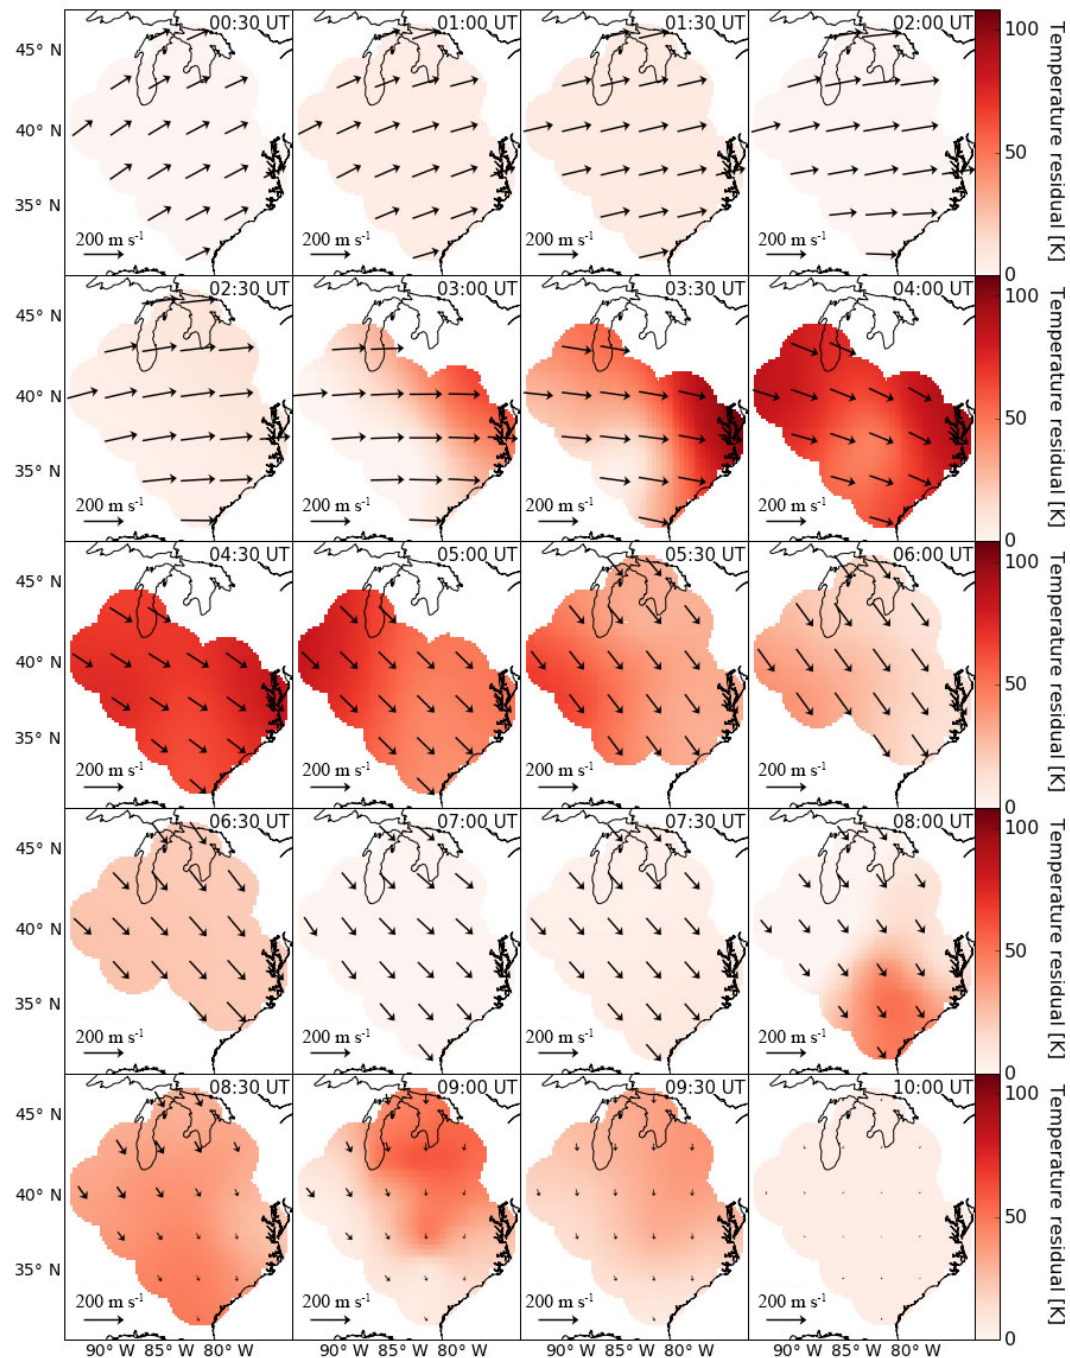 00:30 UT
01:00 UT
01:30 UT
02:00 UT
45° N
40° N
35° N
200 m s⁻¹
200 m s⁻¹
200 m s⁻¹
200 m s⁻¹
100
50
0
Temperature residual [K]
02:30 UT
03:00 UT
03:30 UT
04:00 UT
45° N
40° N
35° N
200 m s⁻¹
200 m s⁻¹
200 m s⁻¹
200 m s⁻¹
100
50
0
Temperature residual [K]
04:30 UT
05:00 UT
05:30 UT
06:00 UT
45° N
40° N
35° N
200 m s⁻¹
200 m s⁻¹
200 m s⁻¹
200 m s⁻¹
100
50
0
Temperature residual [K]
06:30 UT
07:00 UT
07:30 UT
08:00 UT
45° N
40° N
35° N
200 m s⁻¹
200 m s⁻¹
200 m s⁻¹
200 m s⁻¹
100
50
0
Temperature residual [K]
08:30 UT
09:00 UT
09:30 UT
10:00 UT
45° N
40° N
35° N
200 m s⁻¹
200 m s⁻¹
200 m s⁻¹
200 m s⁻¹
100
50
0
Temperature residual [K]
90° W 85° W 80° W
90° W 85° W 80° W
90° W 85° W 80° W
90° W 85° W 80° W